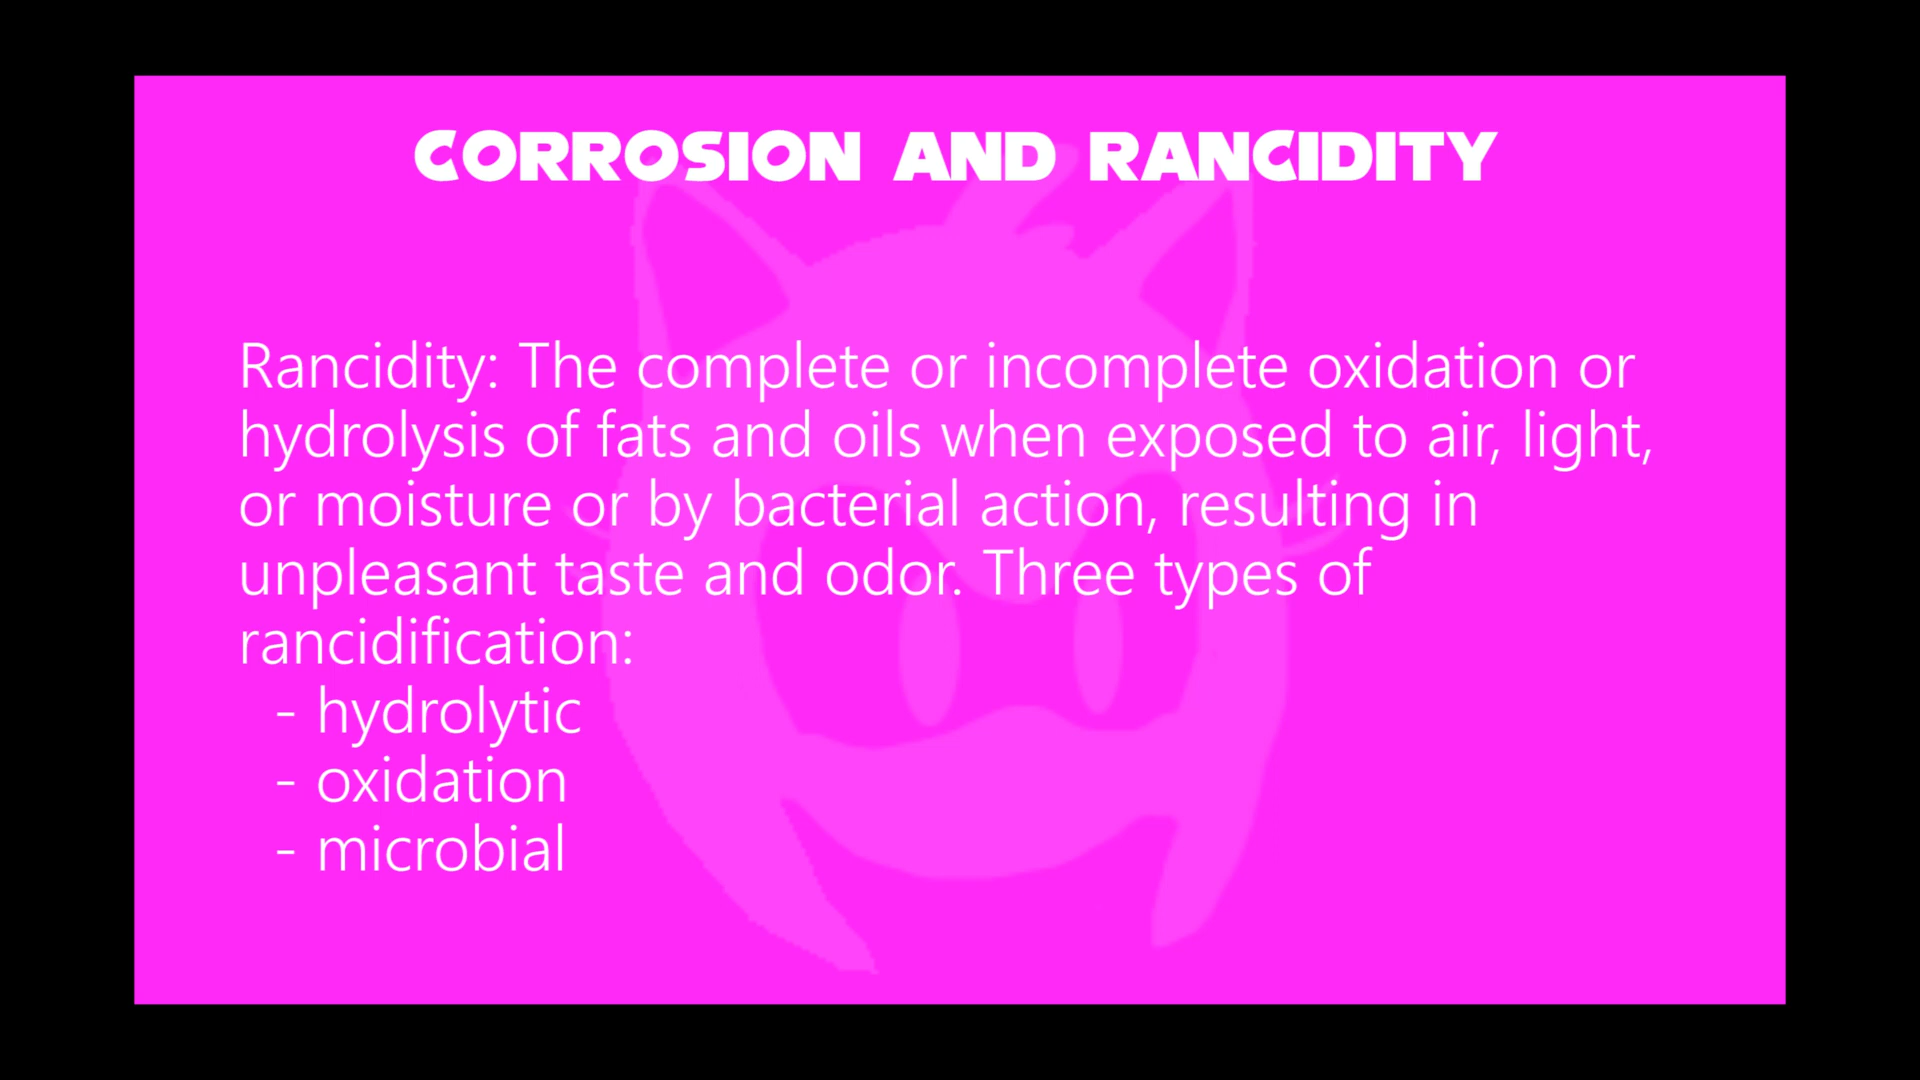 CORROSION AND RANCIDITY
Rancidity: The complete or incomplete oxidation or
hydrolysis of fats and oils when exposed to air, light,
or moisture or by bacterial action, resulting in
unpleasant taste and odor. Three types of
rancidification:
- hydrolytic
- oxidation
- microbial